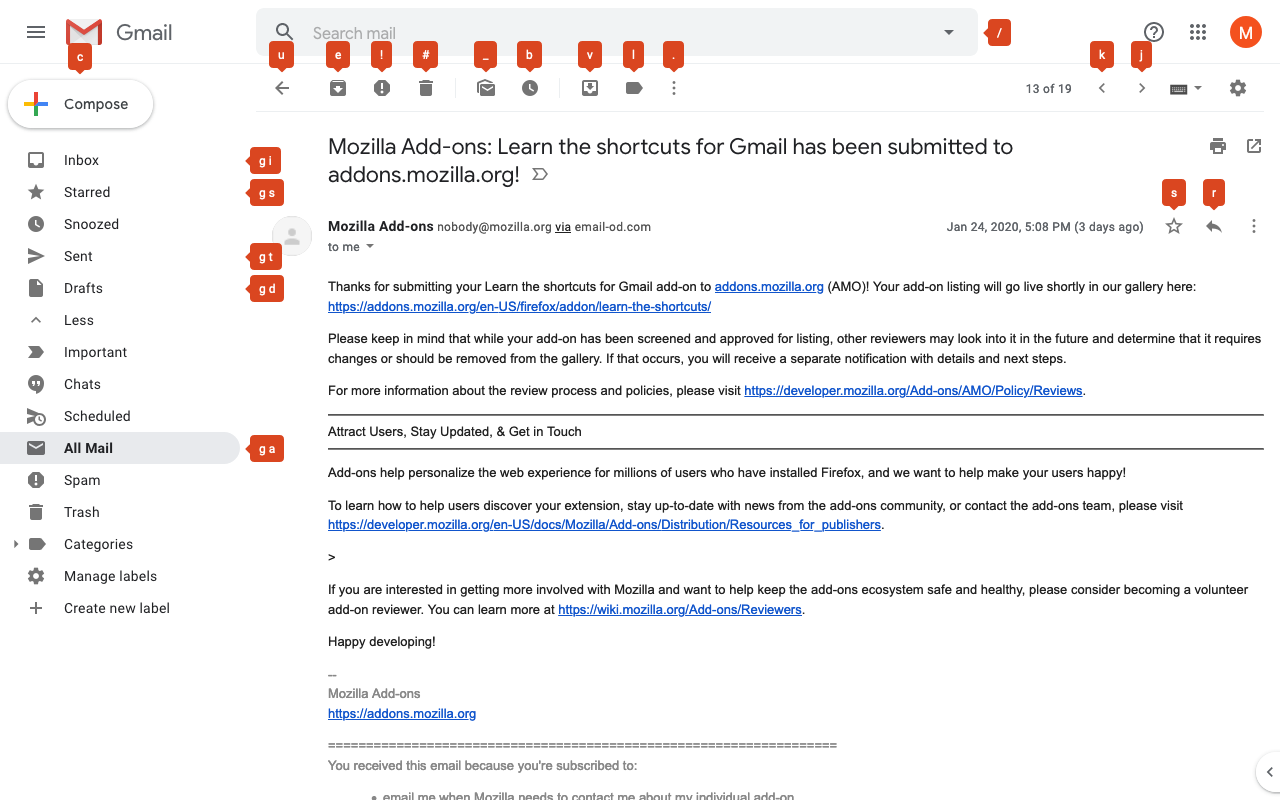 Gmail
Search mail
/
M
c
u
e
!
#
_
b
v
l
.
k
j
Compose
13 of 19
Inbox
g i
Starred
g s
Snoozed
Sent
g t
Drafts
g d
Less
Important
Chats
Scheduled
All Mail
g a
Spam
Trash
Categories
Manage labels
Create new label
Mozilla Add-ons: Learn the shortcuts for Gmail has been submitted to
addons.mozilla.org!
s
r
Mozilla Add-ons nobody@mozilla.org via email-od.com
Jan 24, 2020, 5:08 PM (3 days ago)
to me
Thanks for submitting your Learn the shortcuts for Gmail add-on to addons.mozilla.org (AMO)! Your add-on listing will go live shortly in our gallery here:
https://addons.mozilla.org/en-US/firefox/addon/learn-the-shortcuts/
Please keep in mind that while your add-on has been screened and approved for listing, other reviewers may look into it in the future and determine that it requires
changes or should be removed from the gallery. If that occurs, you will receive a separate notification with details and next steps.
For more information about the review process and policies, please visit https://developer.mozilla.org/Add-ons/AMO/Policy/Reviews.
Attract Users, Stay Updated, & Get in Touch
Add-ons help personalize the web experience for millions of users who have installed Firefox, and we want to help make your users happy!
To learn how to help users discover your extension, stay up-to-date with news from the add-ons community, or contact the add-ons team, please visit
https://developer.mozilla.org/en-US/docs/Mozilla/Add-ons/Distribution/Resources_for_publishers.
>
If you are interested in getting more involved with Mozilla and want to help keep the add-ons ecosystem safe and healthy, please consider becoming a volunteer
add-on reviewer. You can learn more at https://wiki.mozilla.org/Add-ons/Reviewers.
Happy developing!
--
Mozilla Add-ons
https://addons.mozilla.org
===================================================================
You received this email because you're subscribed to:
• email me when Mozilla needs to contact me about my individual add-on